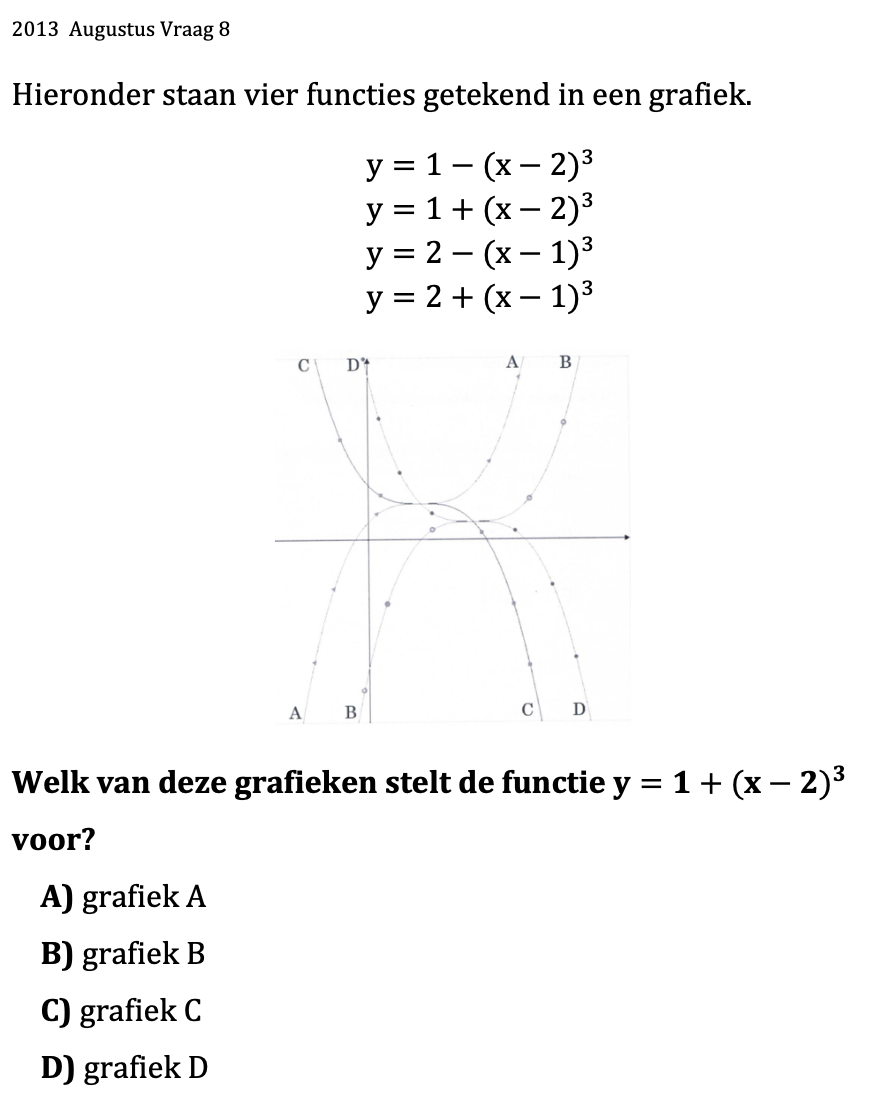 2013 Augustus Vraag 8
Hieronder staan vier functies getekend in een grafiek.
y = 1 − (x − 2)³
y = 1 + (x − 2)³
y = 2 − (x − 1)³
y = 2 + (x − 1)³
C D A B
A B C D
Welk van deze grafieken stelt de functie y = 1 + (x − 2)³
voor?
A) grafiek A
B) grafiek B
C) grafiek C
D) grafiek D